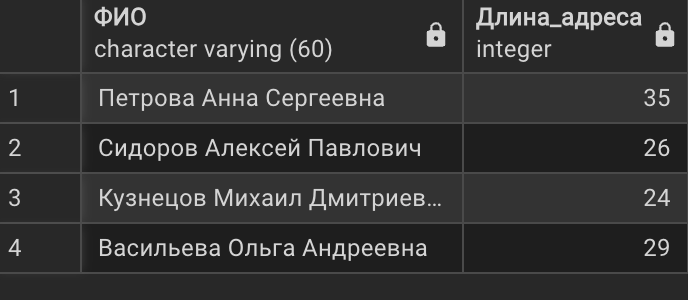 ФИО
character varying (60)
Длина_адреса
integer
1 Петрова Анна Сергеевна 35
2 Сидоров Алексей Павлович 26
3 Кузнецов Михаил Дмитриев... 24
4 Васильева Ольга Андреевна 29